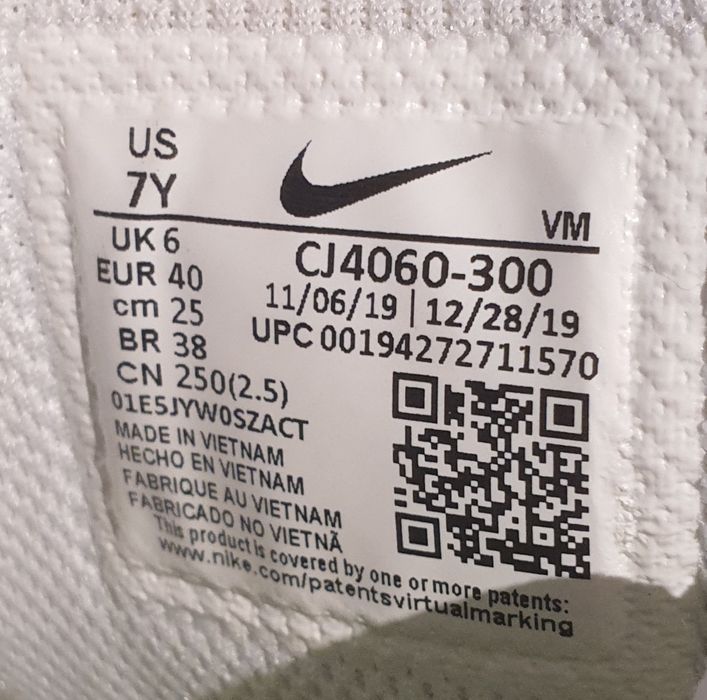 US
7Y
VM
UK 6
EUR 40
cm 25
BR 38
CN 250(2.5)
CJ4060-300
11/06/19 | 12/28/19
UPC 00194272711570
01E5JYW0SZACT
MADE IN VIETNAM
HECHO EN VIETNAM
FABRIQUE AU VIETNAM
FABRICADO NO VIETNÃ
This product is covered by one or more patents:
www.nike.com/patentsvirtualmarking